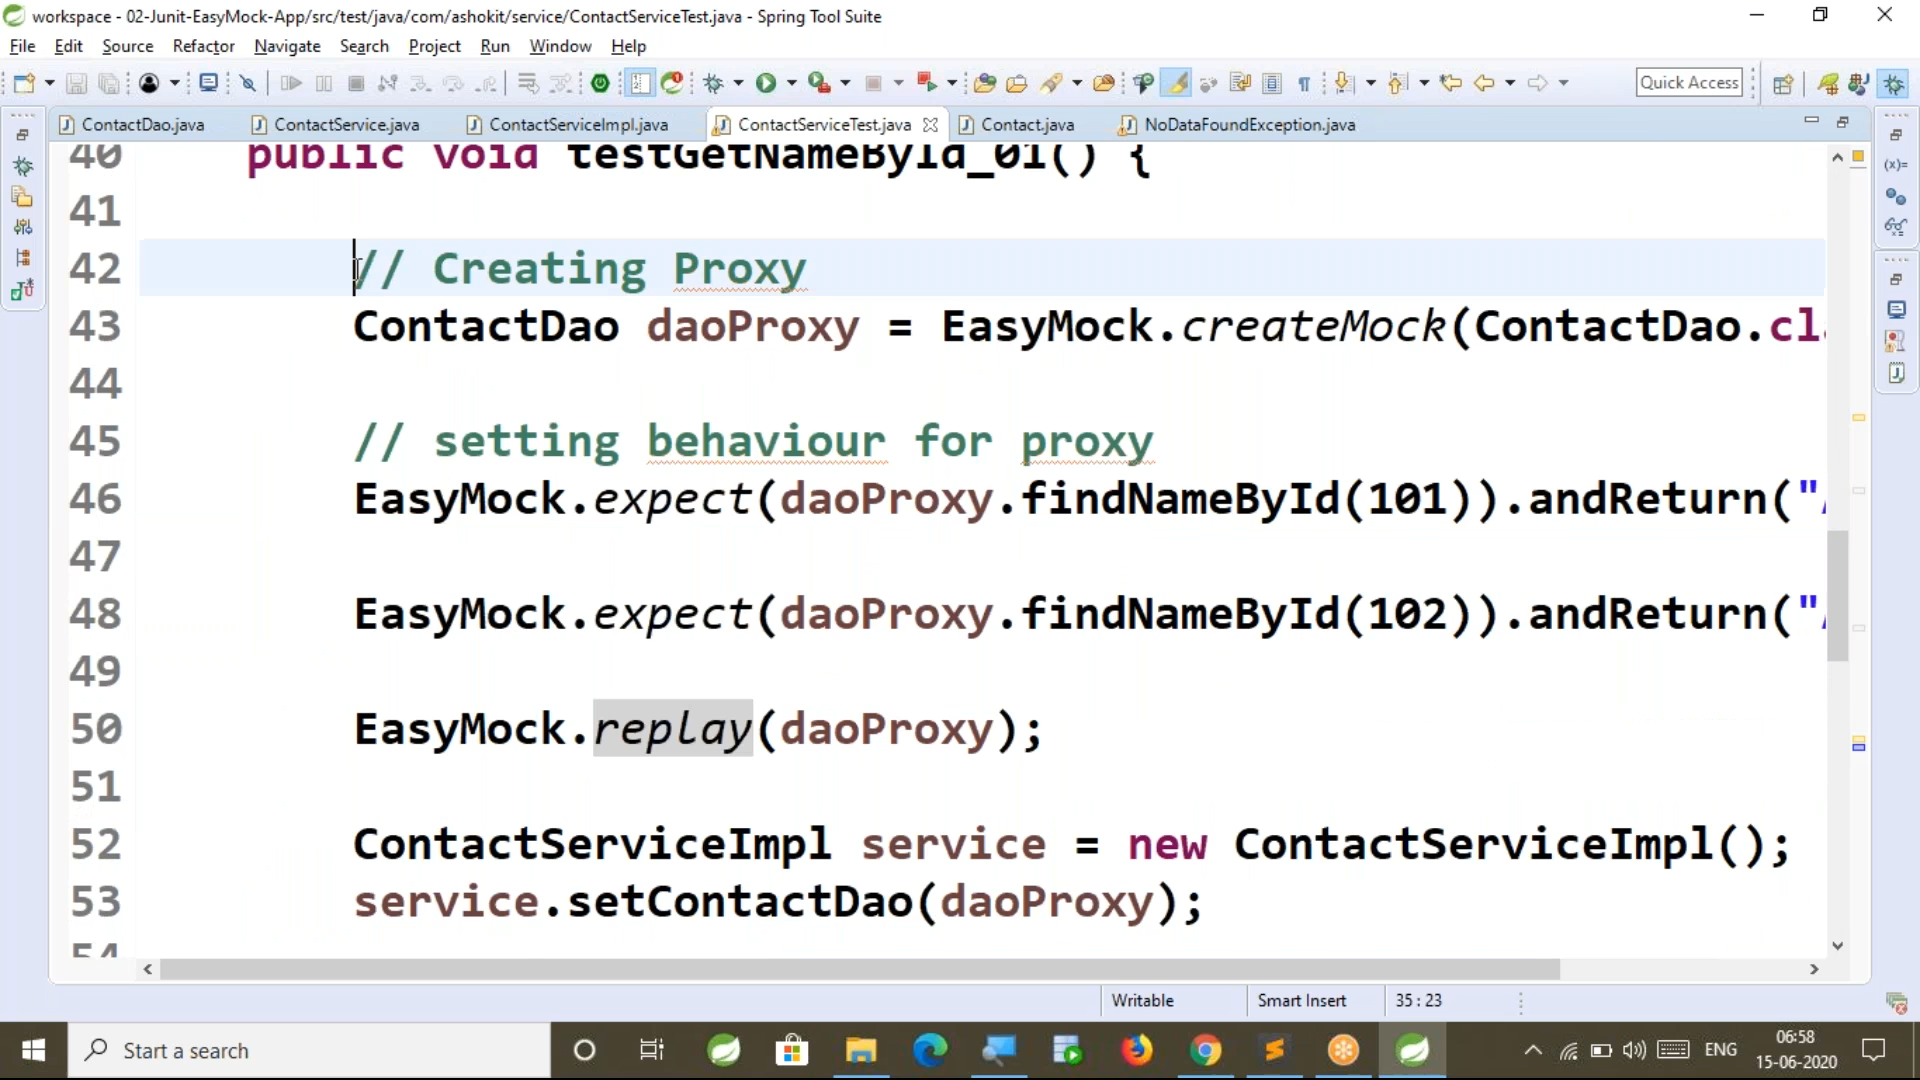 workspace - 02-Junit-EasyMock-App/src/test/java/com/ashokit/service/ContactServiceTest.java - Spring Tool Suite
File Edit Source Refactor Navigate Search Project Run Window Help
Quick Access
ContactDao.java ContactService.java ContactServiceImpl.java ContactServiceTest.java Contact.java NoDataFoundException.java
40 public void testGetNameById_01() {
41
42 // Creating Proxy
43 ContactDao daoProxy = EasyMock.createMock(ContactDao.cl
44
45 // setting behaviour for proxy
46 EasyMock.expect(daoProxy.findNameById(101)).andReturn("
47
48 EasyMock.expect(daoProxy.findNameById(102)).andReturn("
49
50 EasyMock.replay(daoProxy);
51
52 ContactServiceImpl service = new ContactServiceImpl();
53 service.setContactDao(daoProxy);
54
Writable Smart Insert 35 : 23
Start a search
ENG
06:58
15-06-2020